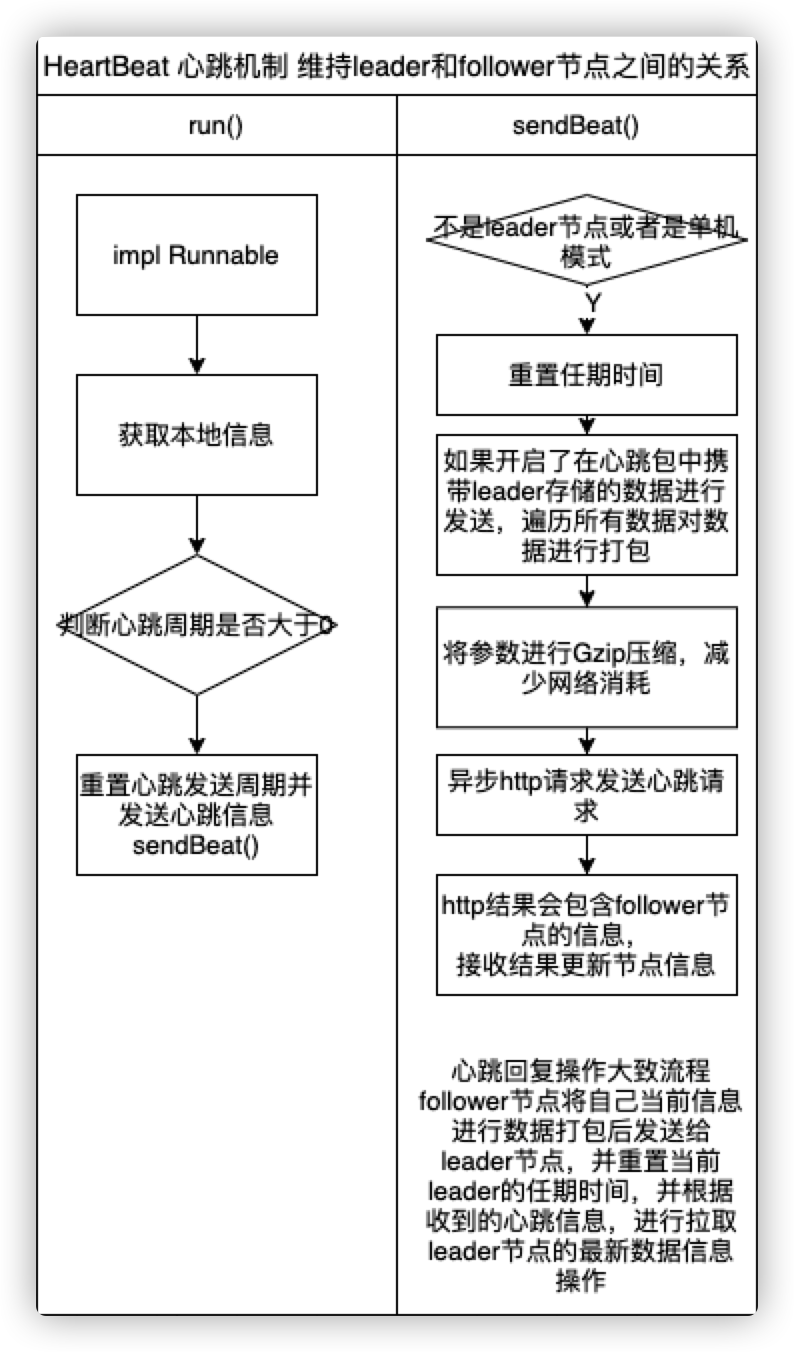 HeartBeat 心跳机制 维持leader和follower节点之间的关系
run()
impl Runnable
获取本地信息
判断心跳周期是否大于0
重置心跳发送周期并
发送心跳信息
sendBeat()
sendBeat()
不是leader节点或者是单机
模式
Y
重置任期时间
如果开启了在心跳包中携
带leader存储的数据进行
发送，遍历所有数据对数
据进行打包
将参数进行Gzip压缩，减
少网络消耗
异步http请求发送心跳请
求
http结果会包含follower节
点的信息，
接收结果更新节点信息
心跳回复操作大致流程
follower节点将自己当前信息
进行数据打包后发送给
leader节点，并重置当前
leader的任期时间，并根据
收到的心跳信息，进行拉取
leader节点的最新数据信息
操作